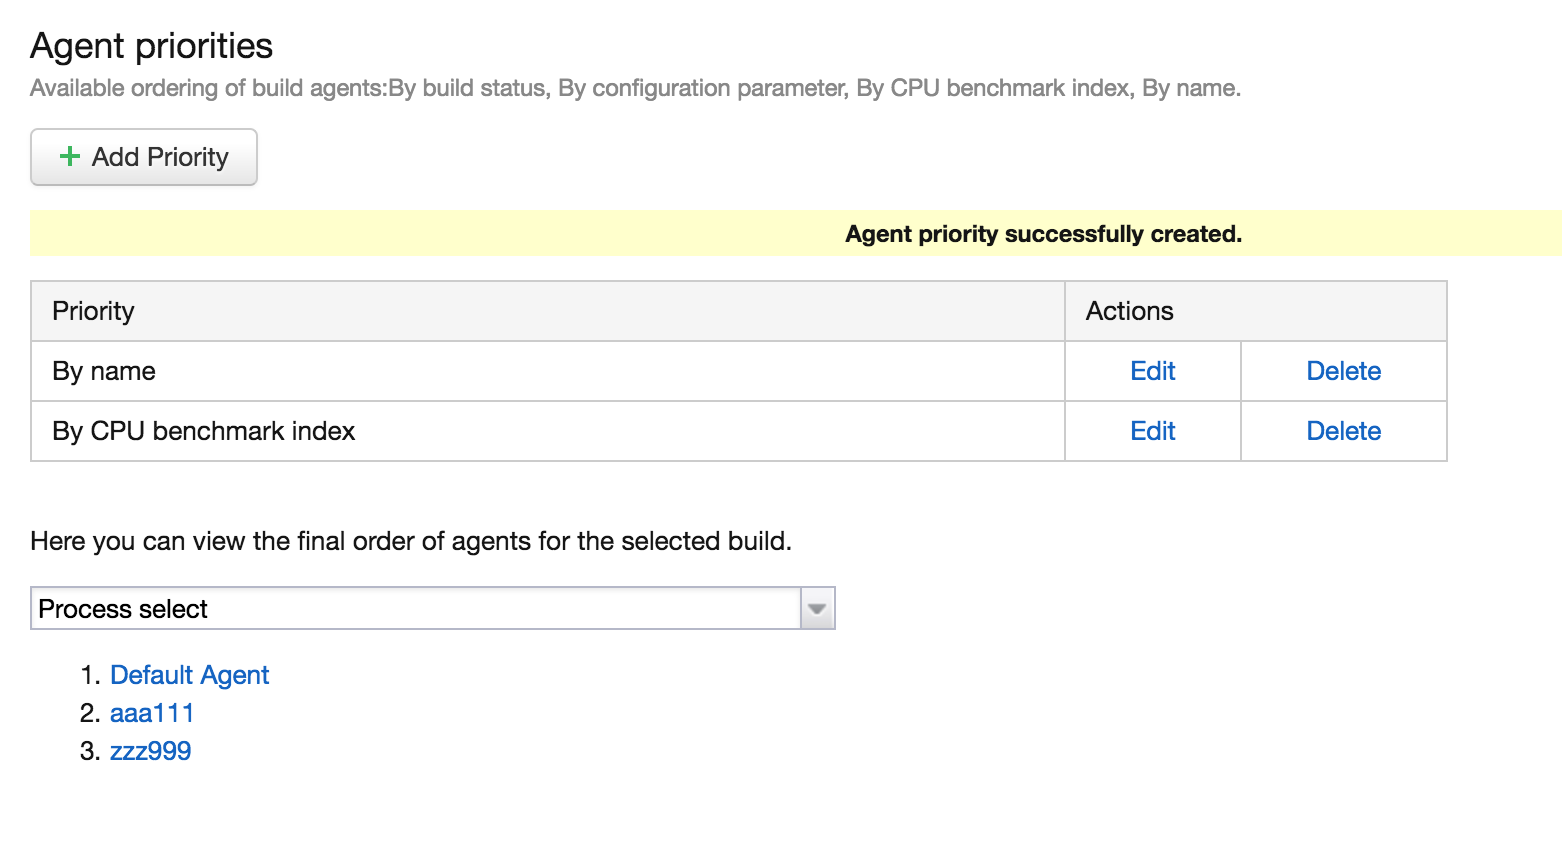 Agent priorities
Available ordering of build agents:By build status, By configuration parameter, By CPU benchmark index, By name.
+ Add Priority
Agent priority successfully created.
Priority Actions
By name Edit Delete
By CPU benchmark index Edit Delete
Here you can view the final order of agents for the selected build.
Process select
1. Default Agent
2. aaa111
3. zzz999